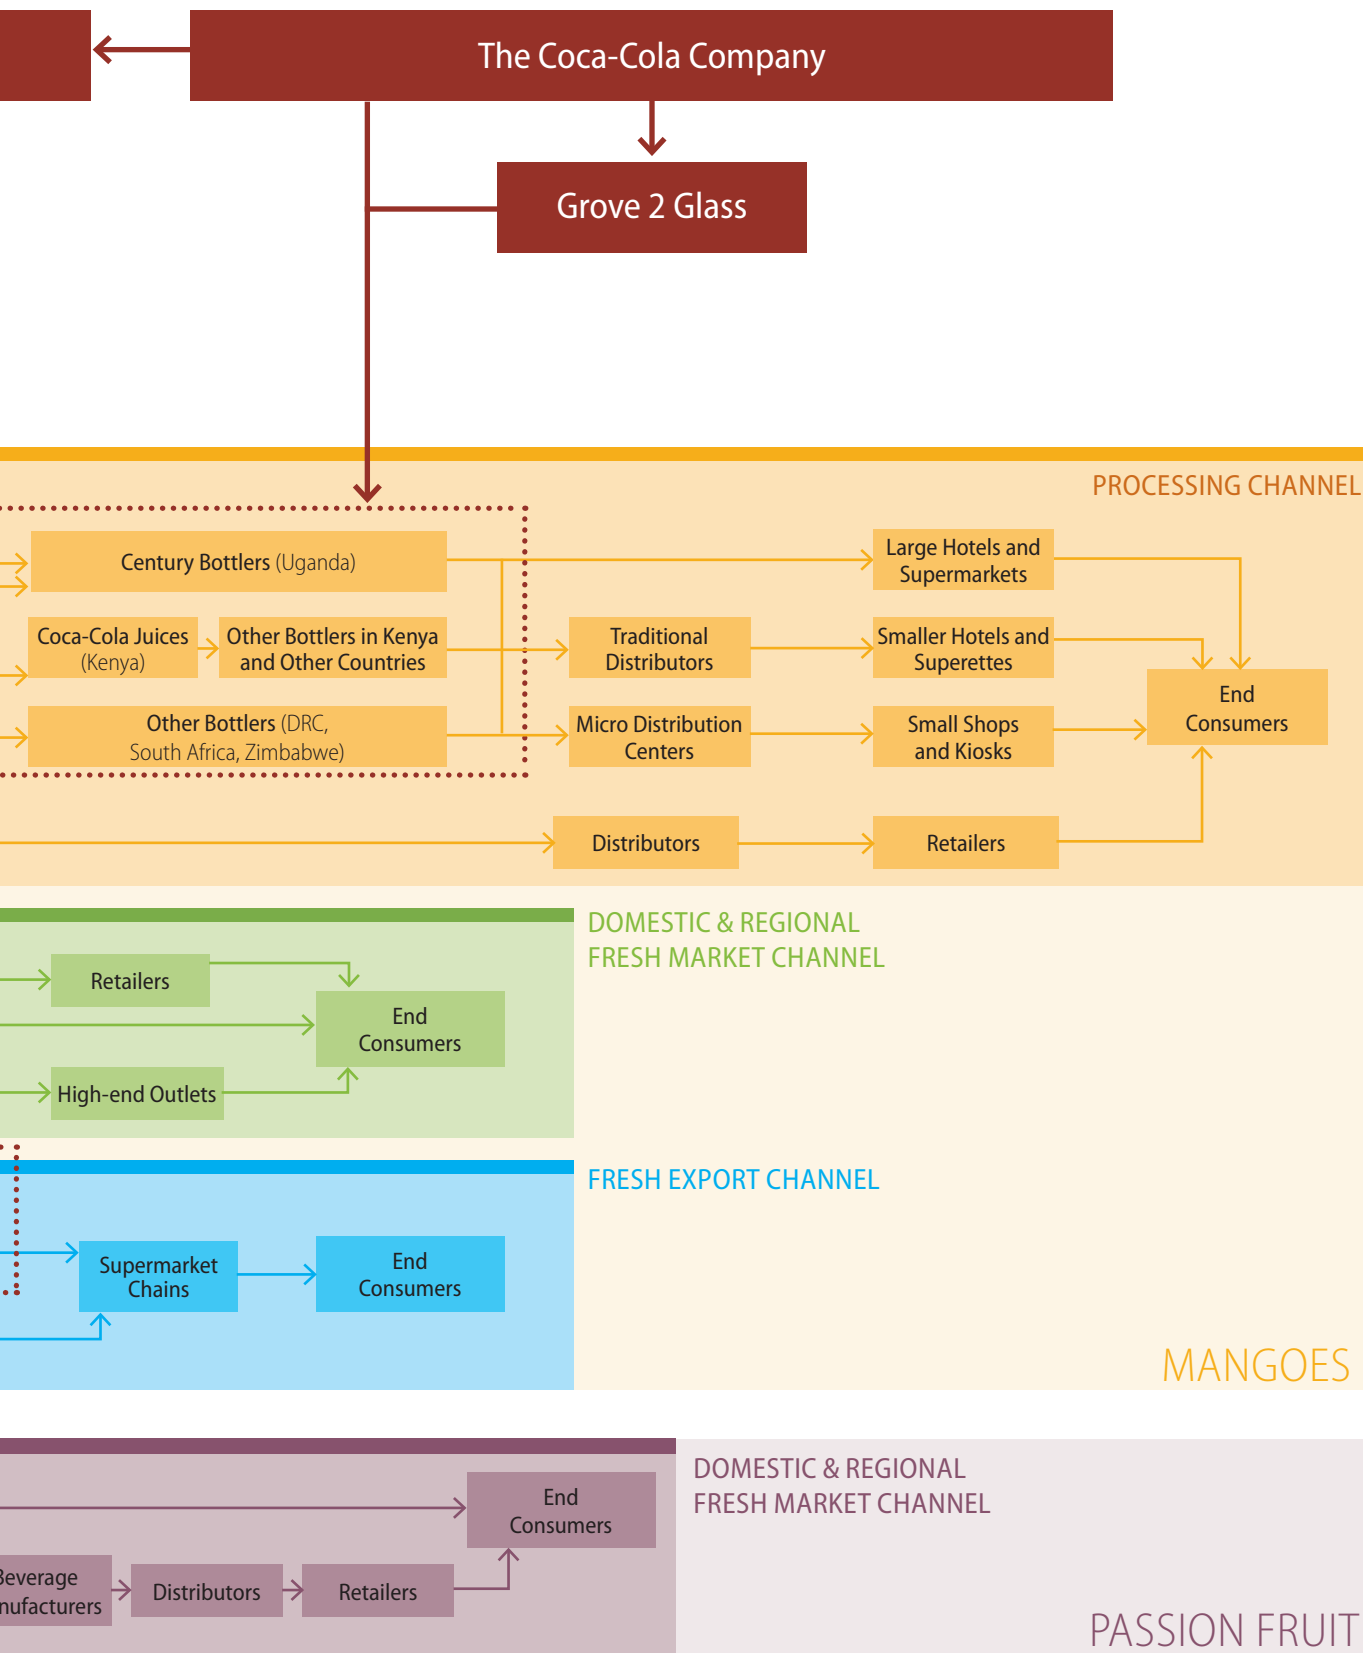 The Coca-Cola Company
Grove 2 Glass
PROCESSING CHANNEL
Century Bottlers (Uganda)
Large Hotels and
Supermarkets
Coca-Cola Juices
(Kenya)
Other Bottlers in Kenya
and Other Countries
Traditional
Distributors
Smaller Hotels and
Superettes
End
Consumers
Other Bottlers (DRC,
South Africa, Zimbabwe)
Micro Distribution
Centers
Small Shops
and Kiosks
Distributors
Retailers
DOMESTIC & REGIONAL
FRESH MARKET CHANNEL
Retailers
End
Consumers
High-end Outlets
FRESH EXPORT CHANNEL
Supermarket
Chains
End
Consumers
MANGOES
DOMESTIC & REGIONAL
FRESH MARKET CHANNEL
End
Consumers
Beverage
nufacturers
Distributors
Retailers
PASSION FRUIT